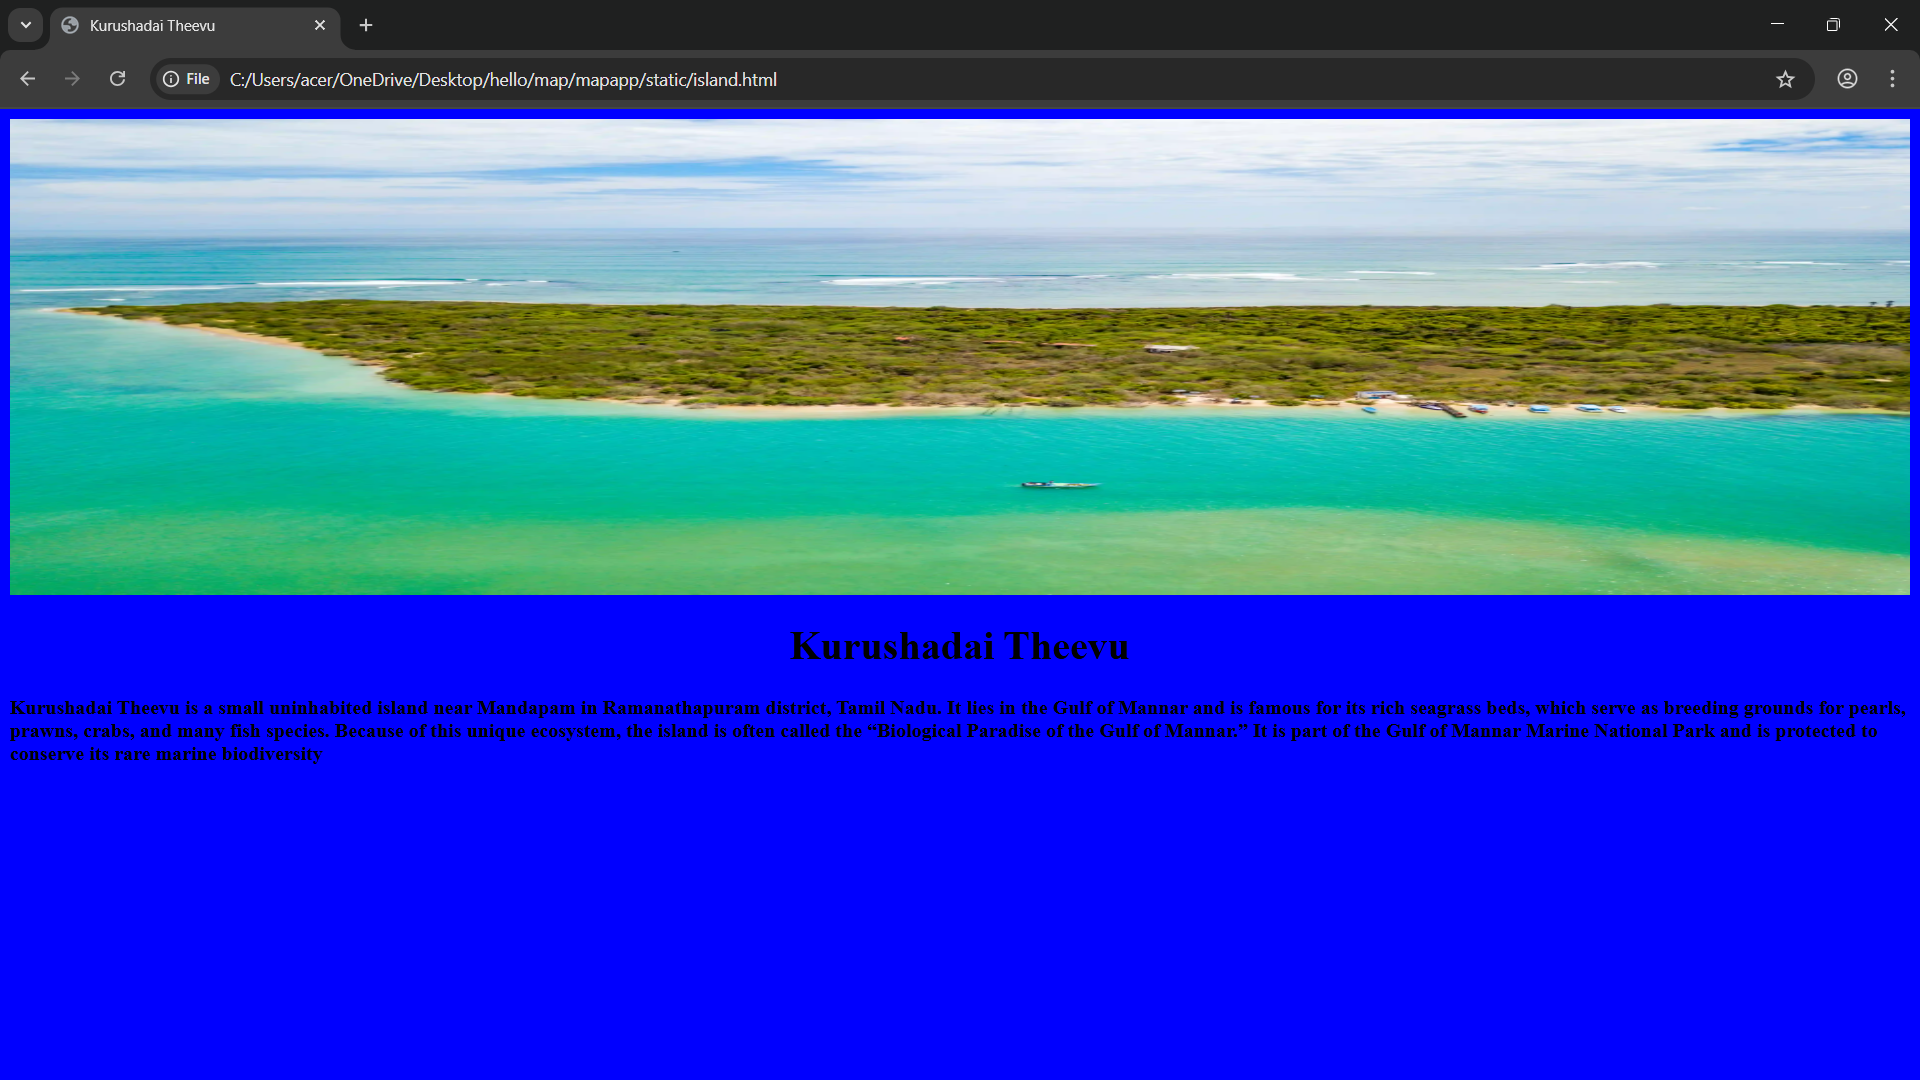 Kurushadai Theevu
File
C:/Users/acer/OneDrive/Desktop/hello/map/mapapp/static/island.html
Kurushadai Theevu
Kurushadai Theevu is a small uninhabited island near Mandapam in Ramanathapuram district, Tamil Nadu. It lies in the Gulf of Mannar and is famous for its rich seagrass beds, which serve as breeding grounds for pearls,
prawns, crabs, and many fish species. Because of this unique ecosystem, the island is often called the “Biological Paradise of the Gulf of Mannar.” It is part of the Gulf of Mannar Marine National Park and is protected to
conserve its rare marine biodiversity